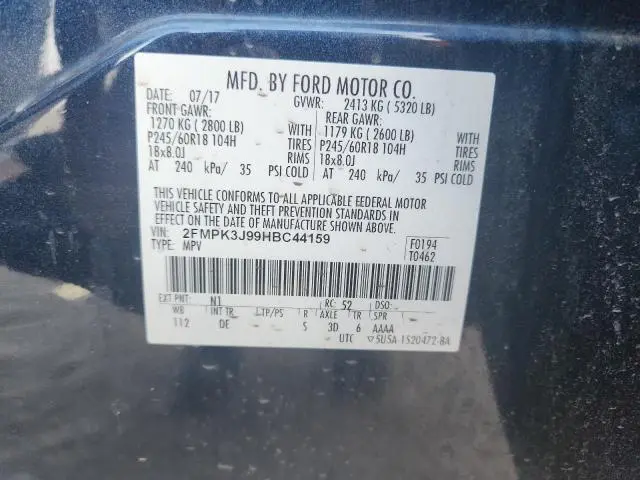 MFD. BY FORD MOTOR CO.
DATE: 07/17 GVWR: 2413 KG ( 5320 LB)
FRONT GAWR: REAR GAWR:
1270 KG ( 2800 LB) WITH 1179 KG ( 2600 LB) WITH
P245/60R18 104H TIRES P245/60R18 104H TIRES
18x8.0J RIMS 18x8.0J RIMS
AT 240 kPa/ 35 PSI COLD AT 240 kPa/ 35 PSI COLD
THIS VEHICLE CONFORMS TO ALL APPLICABLE FEDERAL MOTOR
VEHICLE SAFETY AND THEFT PREVENTION STANDARDS IN
EFFECT ON THE DATE OF MANUFACTURE SHOWN ABOVE.
VIN: 2FMPK3J99HBC44159 F0194
TYPE: MPV T0462
EXT PNT: N1 RC: 52 DSO:
WB INT TR LTP/PS R AXLE TR SPR
112 DE S 3D 6 AAAA
UTC 5U5A-1520472-BA